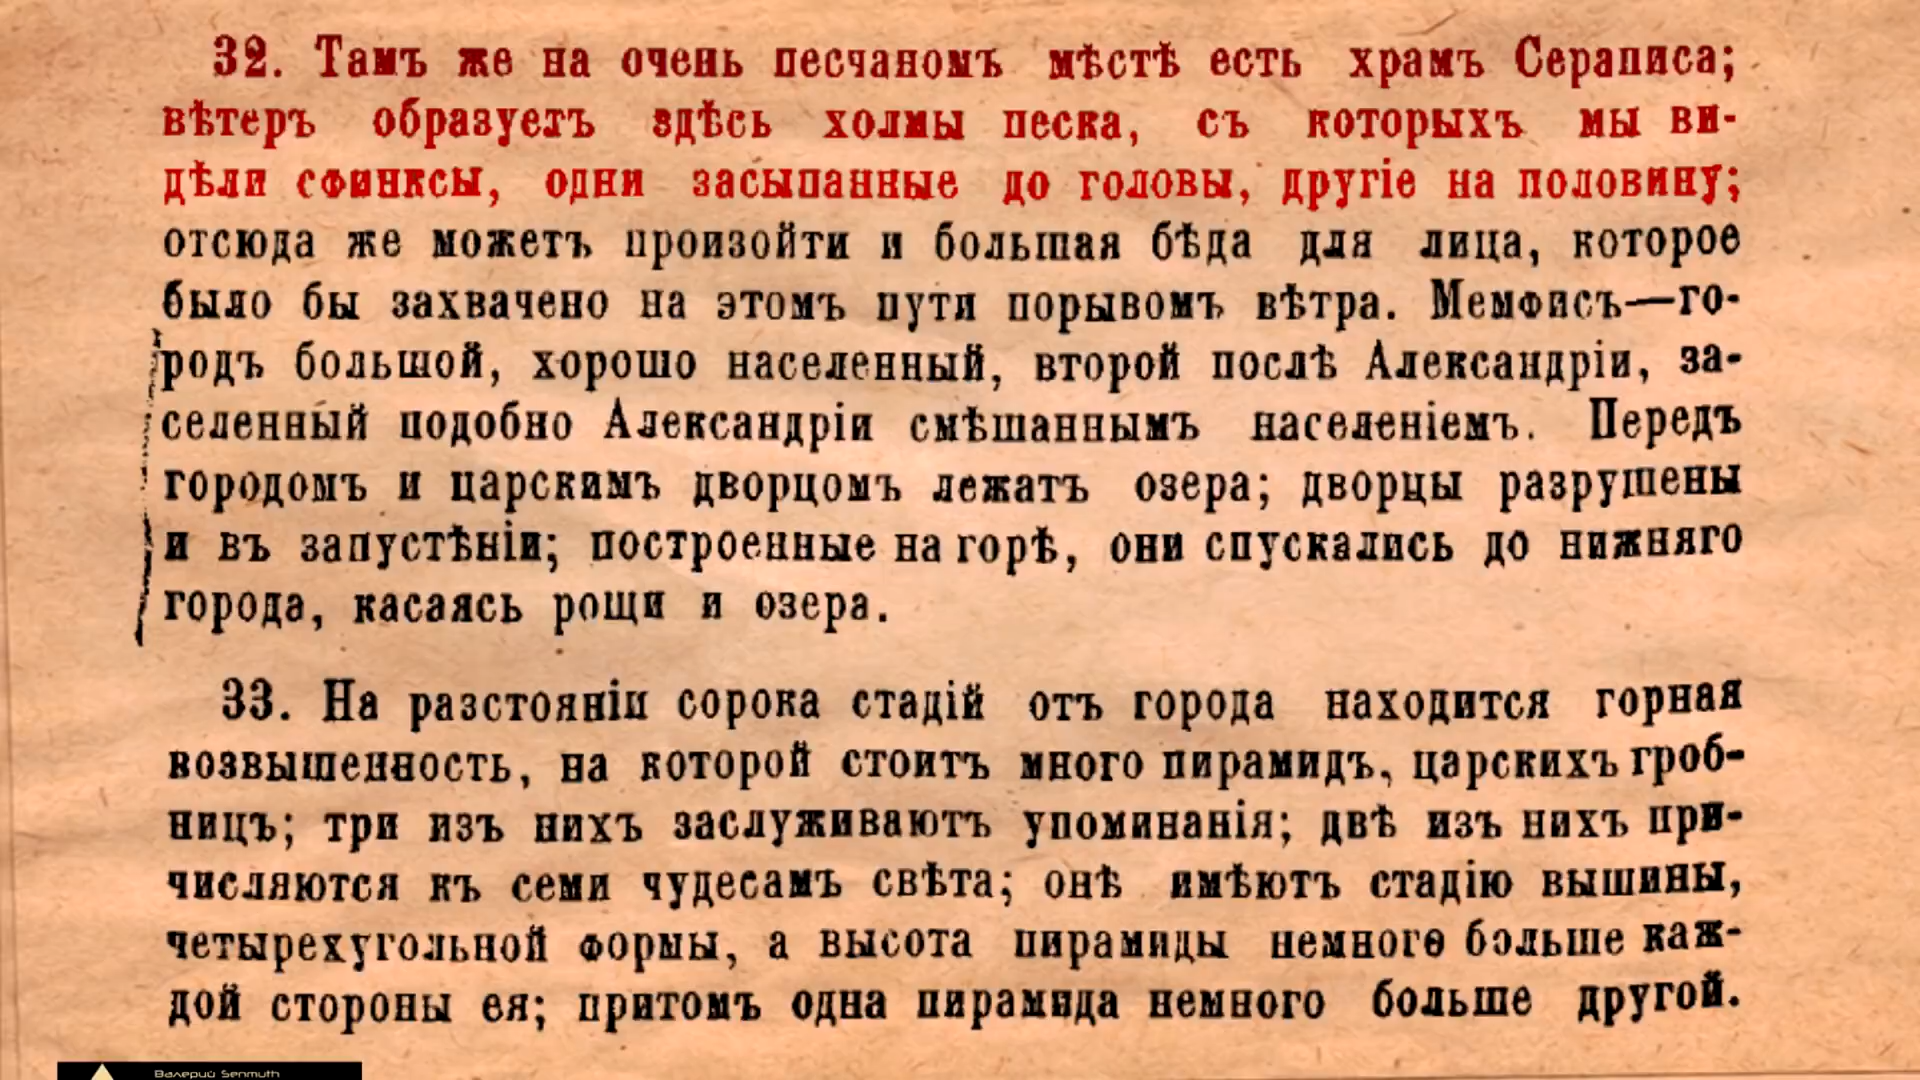 32. Тамъ же на очень песчаномъ мѣстѣ есть храмъ Сераписа;
вѣтеръ образуетъ здѣсь холмы песка, съ которыхъ мы ви-
дѣли сфинксы, одни засыпанные до головы, другіе на половину;
отсюда же можетъ произойти и большая бѣда для лица, которое
было бы захвачено на этомъ пути порывомъ вѣтра. Мемфисъ—го-
родъ большой, хорошо населенный, второй послѣ Александріи, за-
селенный подобно Александріи смѣшаннымъ населеніемъ. Передъ
городомъ и царскимъ дворцомъ лежатъ озера; дворцы разрушены
и въ запустѣніи; построенные на горѣ, они спускались до нижняго
города, касаясь рощи и озера.
33. На разстояніи сорока стадій отъ города находится горная
возвышенность, на которой стоитъ много пирамидъ, царскихъ гроб-
ницъ; три изъ нихъ заслуживаютъ упоминанія; двѣ изъ нихъ при-
числяются къ семи чудесамъ свѣта; онѣ имѣютъ стадію вышины,
четырехугольной формы, а высота пирамиды немного больше каж-
дой стороны ея; притомъ одна пирамида немного больше другой.
Валерий Senmuth